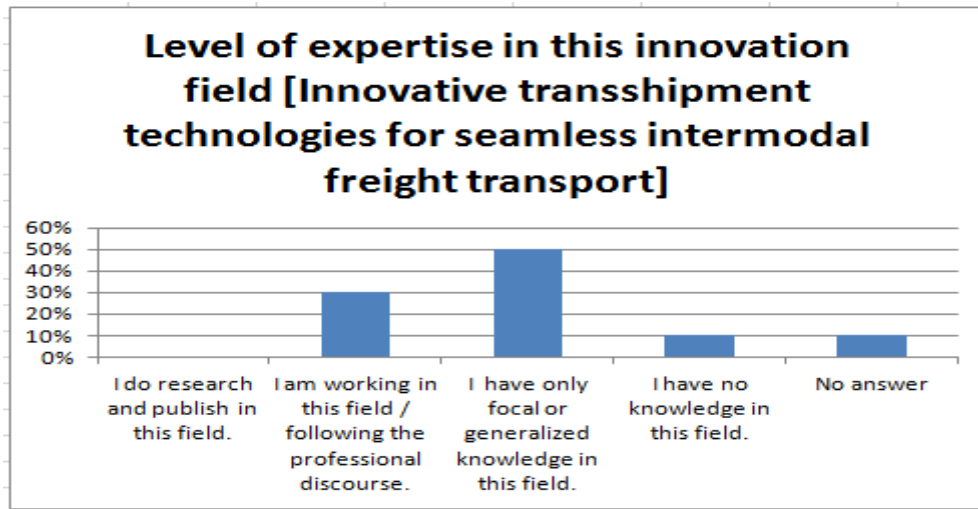 Level of expertise in this innovation
field [Innovative transshipment
technologies for seamless intermodal
freight transport]
60%
50%
40%
30%
20%
10%
0%
I do research
and publish in
this field.
I am working in
this field /
following the
professional
discourse.
I have only
focal or
generalized
knowledge in
this field.
I have no
knowledge in
this field.
No answer